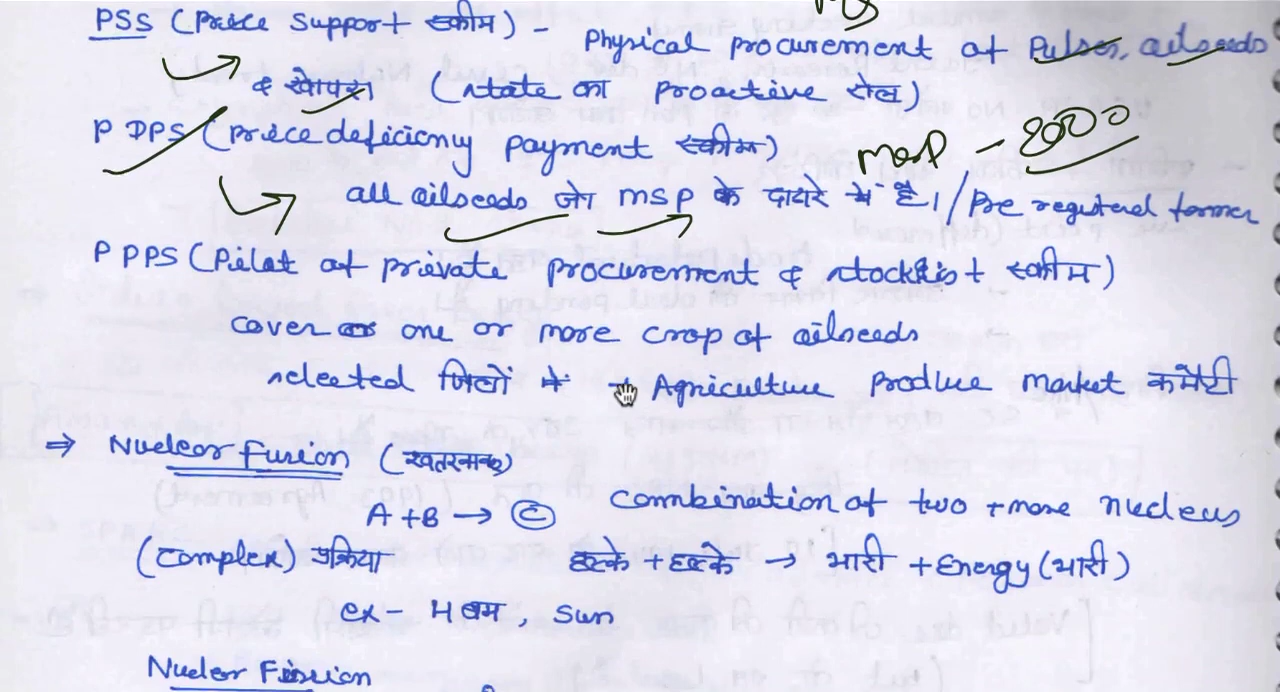 PSS (Price Support स्कीम) - Physical procurement of Pulses, oilseeds
व खोपरा (state का proactive रोल)
PDPS (Price deficiony payment स्कीम) MSP - 2000
all oilseeds जो MSP के दायरे में है। / Pre registerd farmer
PPPS (Pilot of private procurement & stockist स्कीम)
cover one or more crop of oilseeds
selected जिलों में → Agriculture Produce market कमेटी
⇒ Nuclear Fusion (खतरनाक)
A + B → C combination of two + more nucleus
(Complex) प्रक्रिया हल्के + हल्के → भारी + Energy (भारी)
ex - H बम, Sun
Nuclear Fission